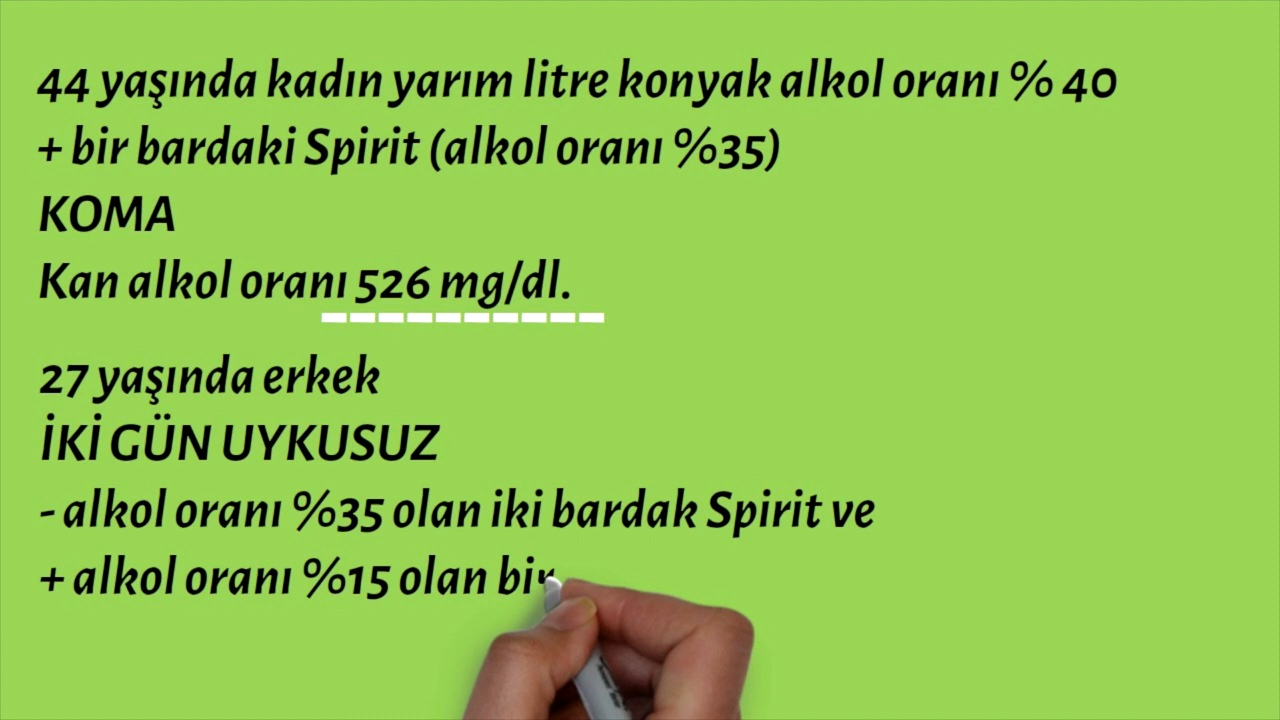 44 yaşında kadın yarım litre konyak alkol oranı % 40
+ bir bardaki Spirit (alkol oranı %35)
KOMA
Kan alkol oranı 526 mg/dl.
27 yaşında erkek
İKİ GÜN UYKUSUZ
- alkol oranı %35 olan iki bardak Spirit ve
+ alkol oranı %15 olan bir